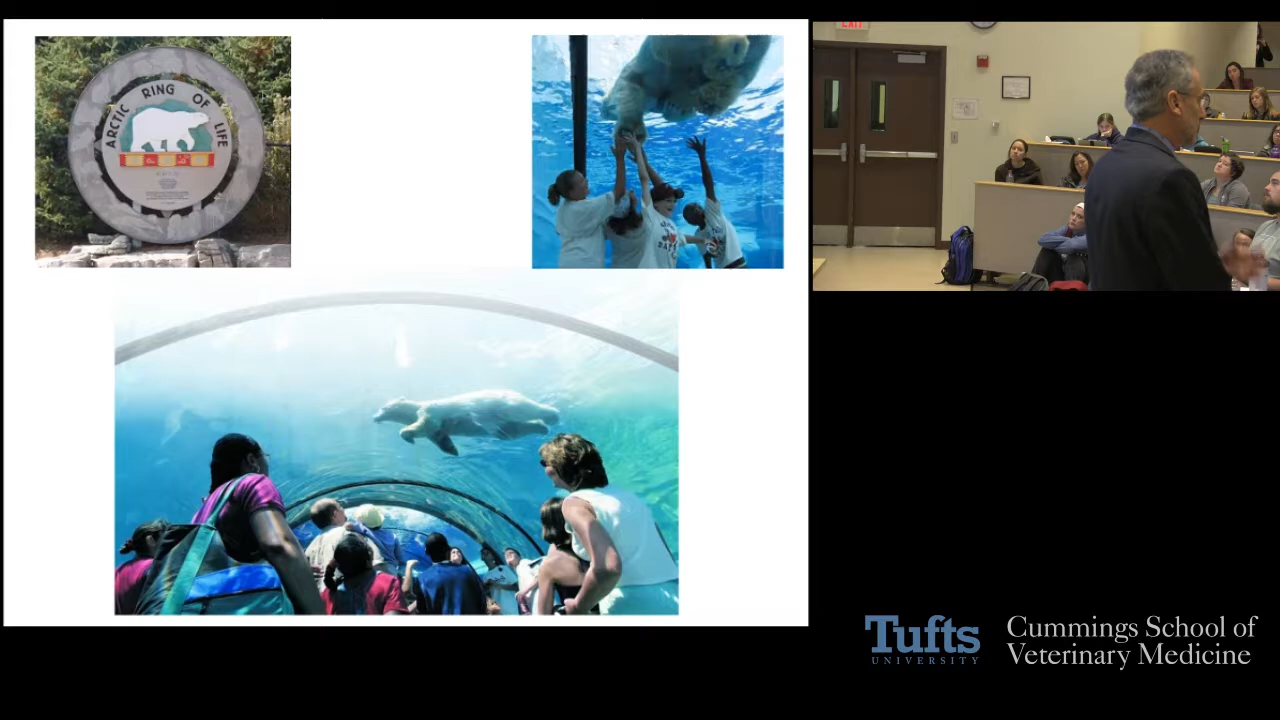 ARCTIC RING OF LIFE
EXIT
Tufts
UNIVERSITY
Cummings School of
Veterinary Medicine